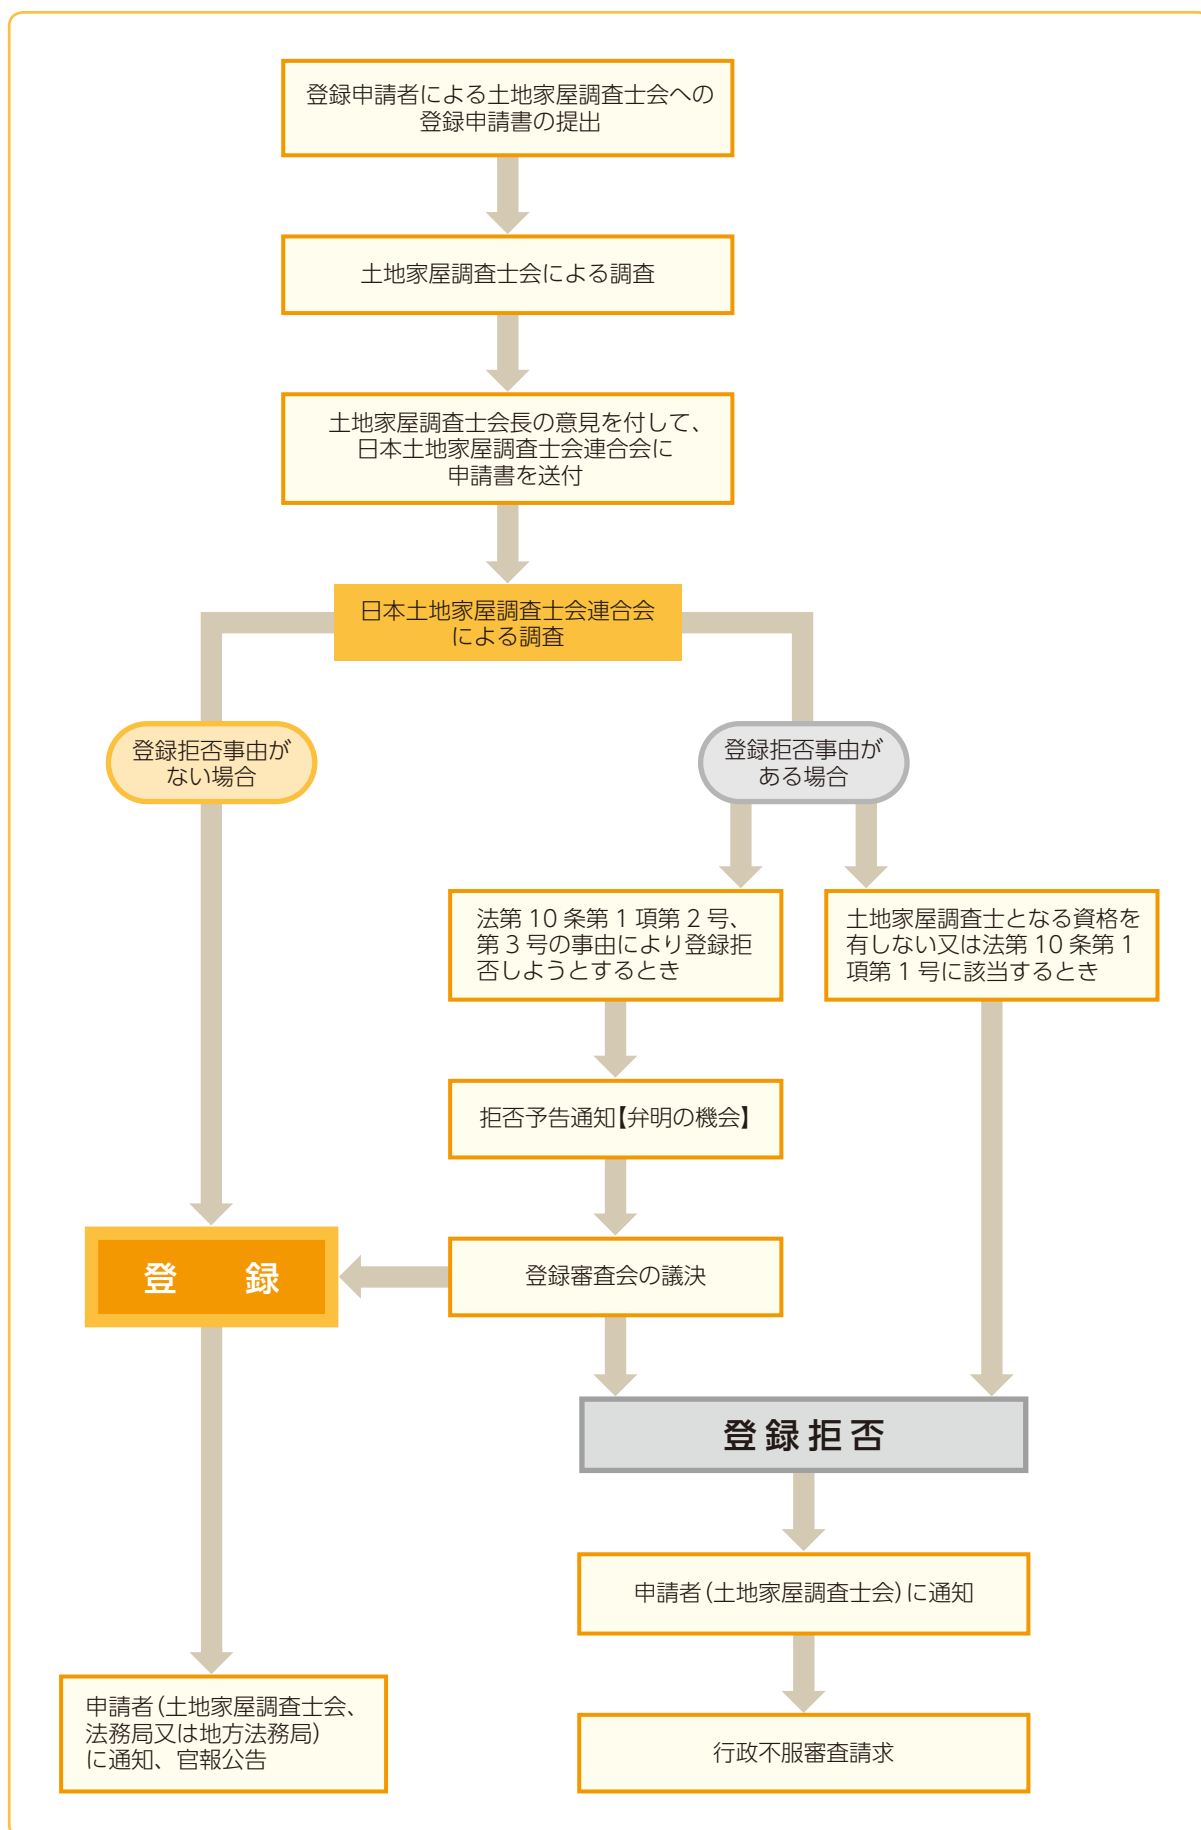 登録申請者による土地家屋調査士会への
登録申請書の提出
土地家屋調査士会による調査
土地家屋調査士会長の意見を付して、
日本土地家屋調査士会連合会に
申請書を送付
日本土地家屋調査士会連合会
による調査
登録拒否事由が
ない場合
登録拒否事由が
ある場合
法第 10 条第 1 項第 2 号、
第 3 号の事由により登録拒
否しようとするとき
土地家屋調査士となる資格を
有しない又は法第 10 条第 1
項第 1 号に該当するとき
拒否予告通知【弁明の機会】
登録審査会の議決
登 録
登録拒否
申請者(土地家屋調査士会)に通知
申請者(土地家屋調査士会、
法務局又は地方法務局)
に通知、官報公告
行政不服審査請求